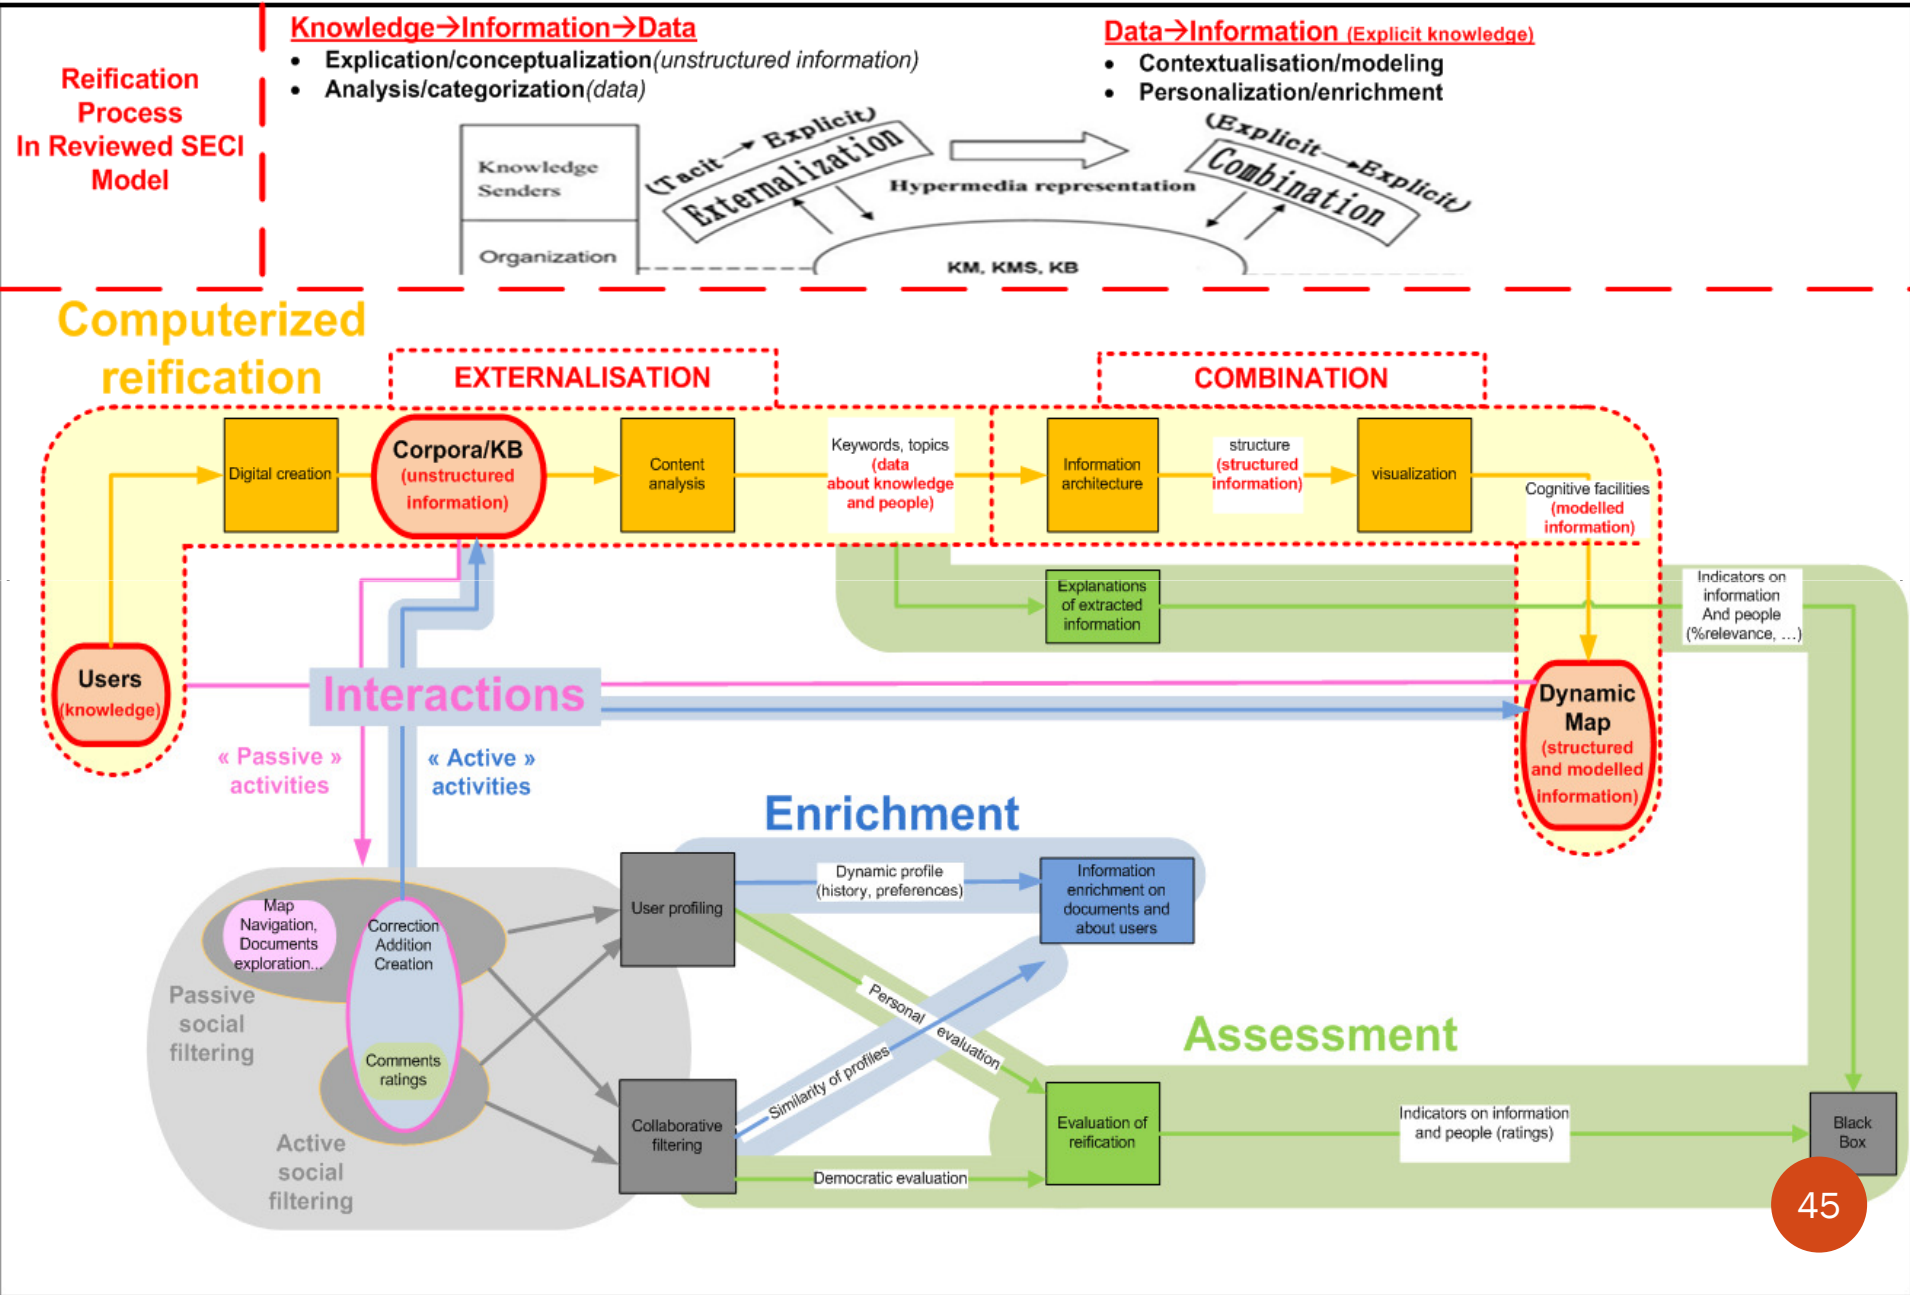 Reification
Process
In Reviewed SECI
Model
Knowledge→Information→Data
• Explication/conceptualization(unstructured information)
• Analysis/categorization(data)
Data→Information (Explicit knowledge)
• Contextualisation/modeling
• Personalization/enrichment
Knowledge
Senders
Organization
(Tacit → Explicit)
Externalization
Hypermedia representation
(Explicit→Explicit)
Combination
KM, KMS, KB
Computerized
reification
EXTERNALISATION
COMBINATION
Digital creation
Corpora/KB
(unstructured
information)
Content
analysis
Keywords, topics
(data
about knowledge
and people)
Information
architecture
structure
(structured
information)
visualization
Cognitive facilities
(modelled
information)
Explanations
of extracted
information
Indicators on
information
And people
(%relevance, ...)
Users
(knowledge)
Interactions
Dynamic
Map
(structured
and modelled
information)
« Passive »
activities
« Active »
activities
Enrichment
User profiling
Dynamic profile
(history, preferences)
Information
enrichment on
documents and
about users
Map
Navigation,
Documents
exploration...
Correction
Addition
Creation
Passive
social
filtering
Personal evaluation
Similarity of profiles
Assessment
Comments
ratings
Active
social
filtering
Collaborative
filtering
Democratic evaluation
Evaluation of
reification
Indicators on information
and people (ratings)
Black
Box
45